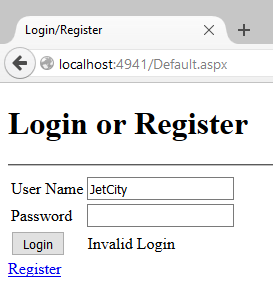 Login/Register
localhost:4941/Default.aspx
Login or Register
User Name JetCity
Password
Login Invalid Login
Register